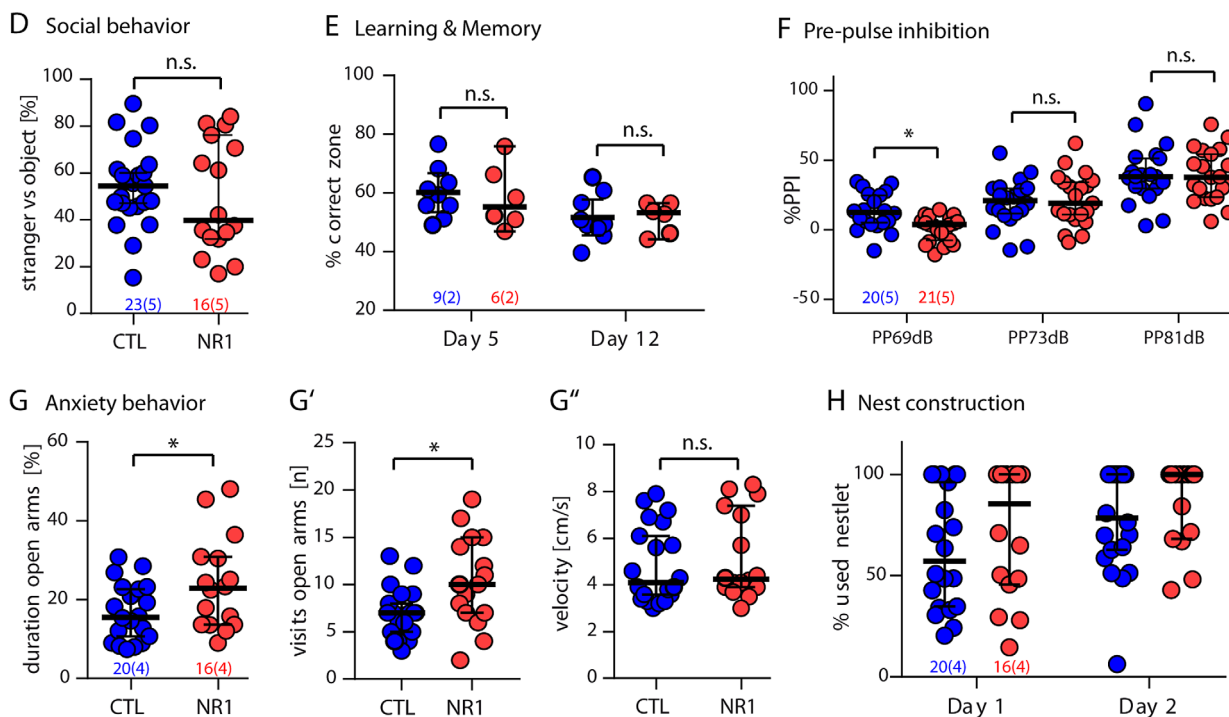 D Social behavior
stranger vs object [%]
100
80
60
40
20
0
n.s.
23(5)
16(5)
CTL
NR1
E Learning & Memory
% correct zone
100
80
60
40
20
n.s.
n.s.
9(2)
6(2)
Day 5
Day 12
F Pre-pulse inhibition
%PPI
100
50
0
-50
*
n.s.
n.s.
20(5)
21(5)
PP69dB
PP73dB
PP81dB
G Anxiety behavior
duration open arms [%]
60
40
20
0
*
20(4)
16(4)
CTL
NR1
G‘
visits open arms [n]
25
20
15
10
5
0
*
CTL
NR1
G“
velocity [cm/s]
10
8
6
4
2
0
n.s.
CTL
NR1
H Nest construction
% used nestlet
100
50
0
20(4)
16(4)
Day 1
Day 2